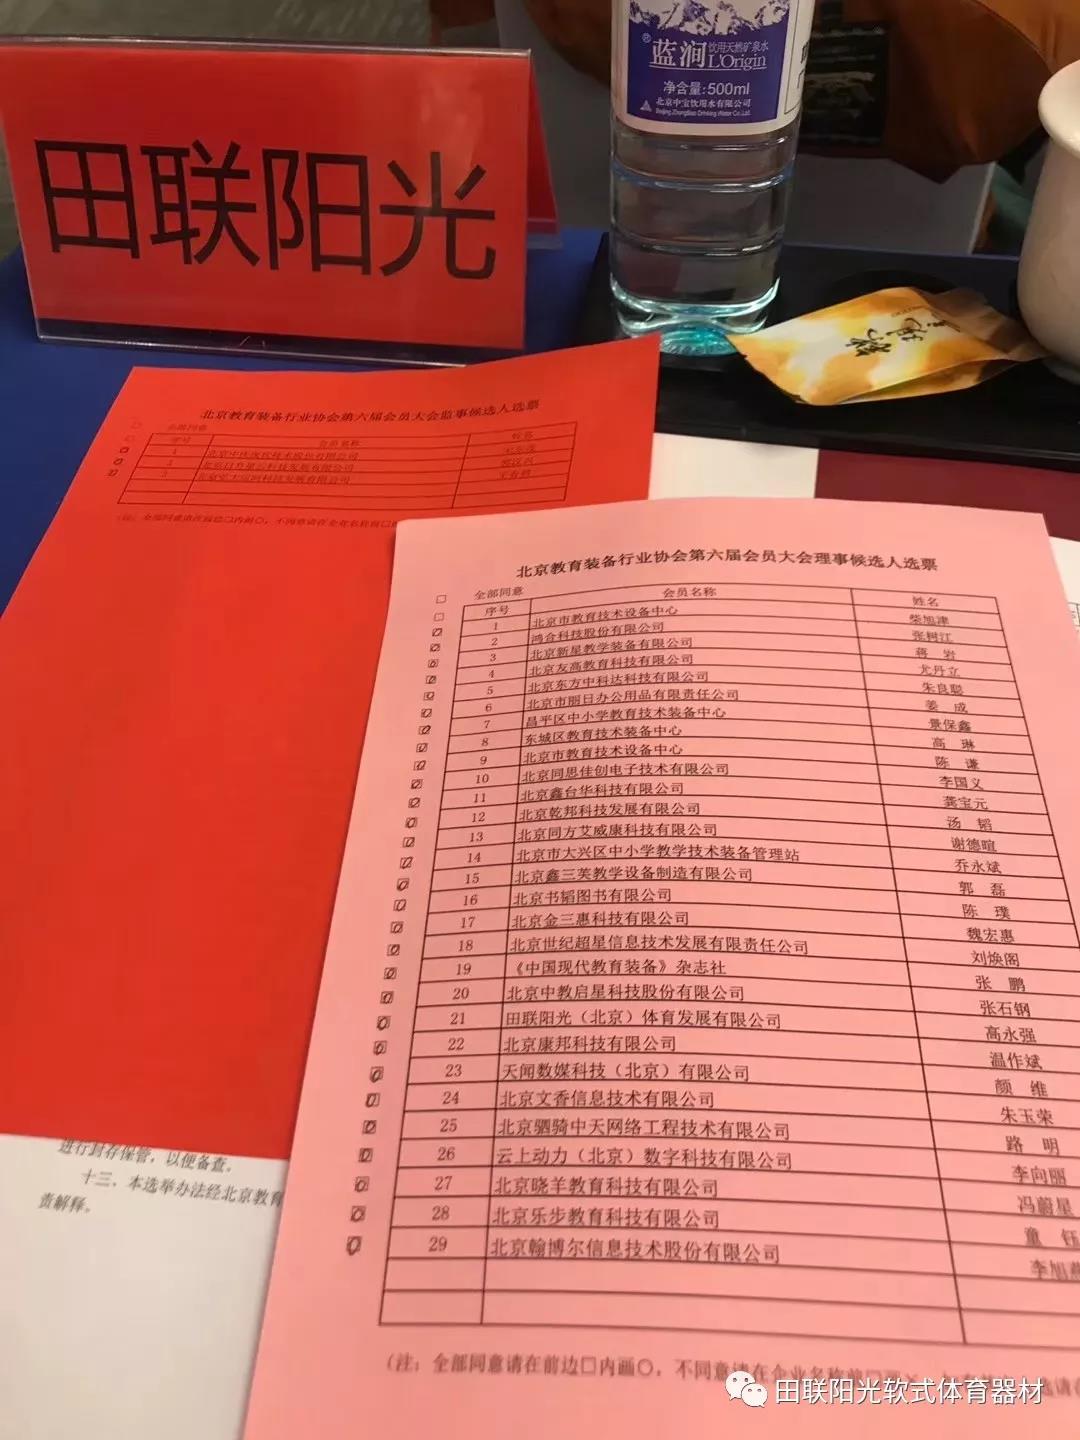 田联阳光
蓝涧 饮用天然矿泉水
L'Origin
净含量:500ml
北京中宝饮用水有限公司
Beijing ZhongBao Drinking Water Co.,Ltd.
北京教育装备行业协会第六届会员大会监事候选人选票
全部同意
序号 会员名称 姓名
1
2
3
北京教育装备行业协会第六届会员大会理事候选人选票
全部同意
序号 会员名称 姓名
1 北京市教育技术设备中心 柴旭津
2 鸿合科技股份有限公司 张树江
3 北京新星教学装备有限公司 蒋 岩
4 北京友高教育科技有限公司 尤丹立
5 北京东方中科达科技有限公司 朱良聪
6 北京市丽日办公用品有限责任公司 姜 成
7 昌平区中小学教育技术装备中心 景保鑫
8 东城区教育技术装备中心 高 琳
9 北京市教育技术设备中心 陈 谦
10 北京同思佳创电子技术有限公司 李国义
11 北京鑫台华科技有限公司 龚宝元
12 北京乾邦科技发展有限公司 汤 韬
13 北京同方艾威康科技有限公司 谢德暄
14 北京市大兴区中小学教学技术装备管理站 乔永斌
15 北京鑫三芙教学设备制造有限公司 郭 磊
16 北京书韬图书有限公司 陈 璞
17 北京金三惠科技有限公司 魏宏惠
18 北京世纪超星信息技术发展有限责任公司 刘焕阁
19 《中国现代教育装备》杂志社 张 鹏
20 北京中教启星科技股份有限公司 张石钢
21 田联阳光（北京）体育发展有限公司 高永强
22 北京康邦科技有限公司 温作斌
23 天闻数媒科技（北京）有限公司 颜 维
24 北京文香信息技术有限公司 朱玉荣
25 北京驷骑中天网络工程技术有限公司 路 明
26 云上动力（北京）数字科技有限公司 李向丽
27 北京晓羊教育科技有限公司 冯蔚星
28 北京乐步教育科技有限公司 童 钰
29 北京翰博尔信息技术股份有限公司 李旭燕
（注：全部同意请在前边□内画○，不同意请在企业名称前□
进行封存保管，以便备查。
十三、本选举办法经北京教育
责解释。
田联阳光软式体育器材